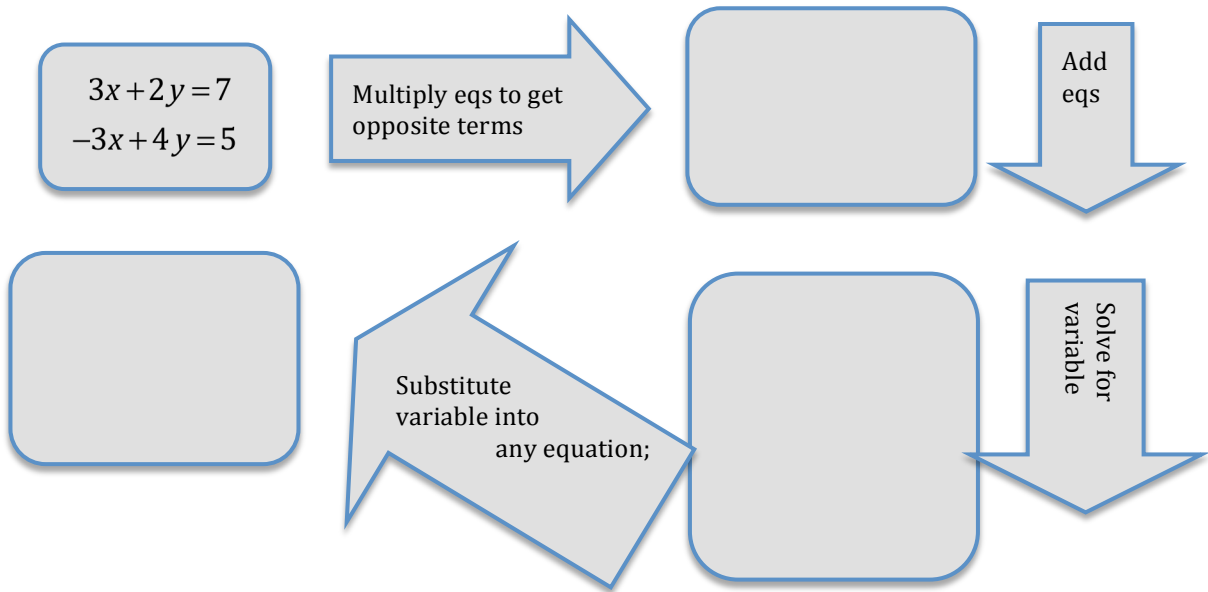 3x+2y=7
−3x+4y=5
Multiply eqs to get
opposite terms
Add
eqs
Solve for
variable
Substitute
variable into
any equation;